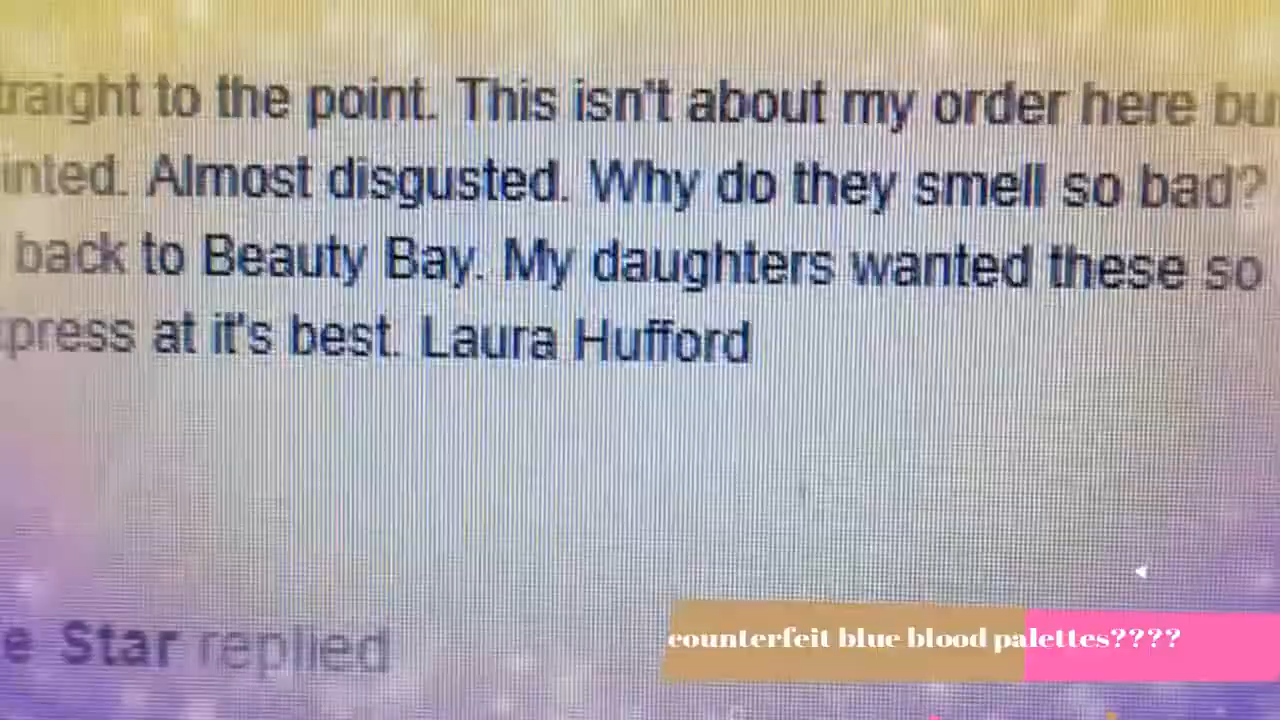 traight to the point. This isn't about my order here bu
inted. Almost disgusted. Why do they smell so bad?
back to Beauty Bay. My daughters wanted these so
press at it's best. Laura Hufford
e Star replied
counterfeit blue blood palettes????